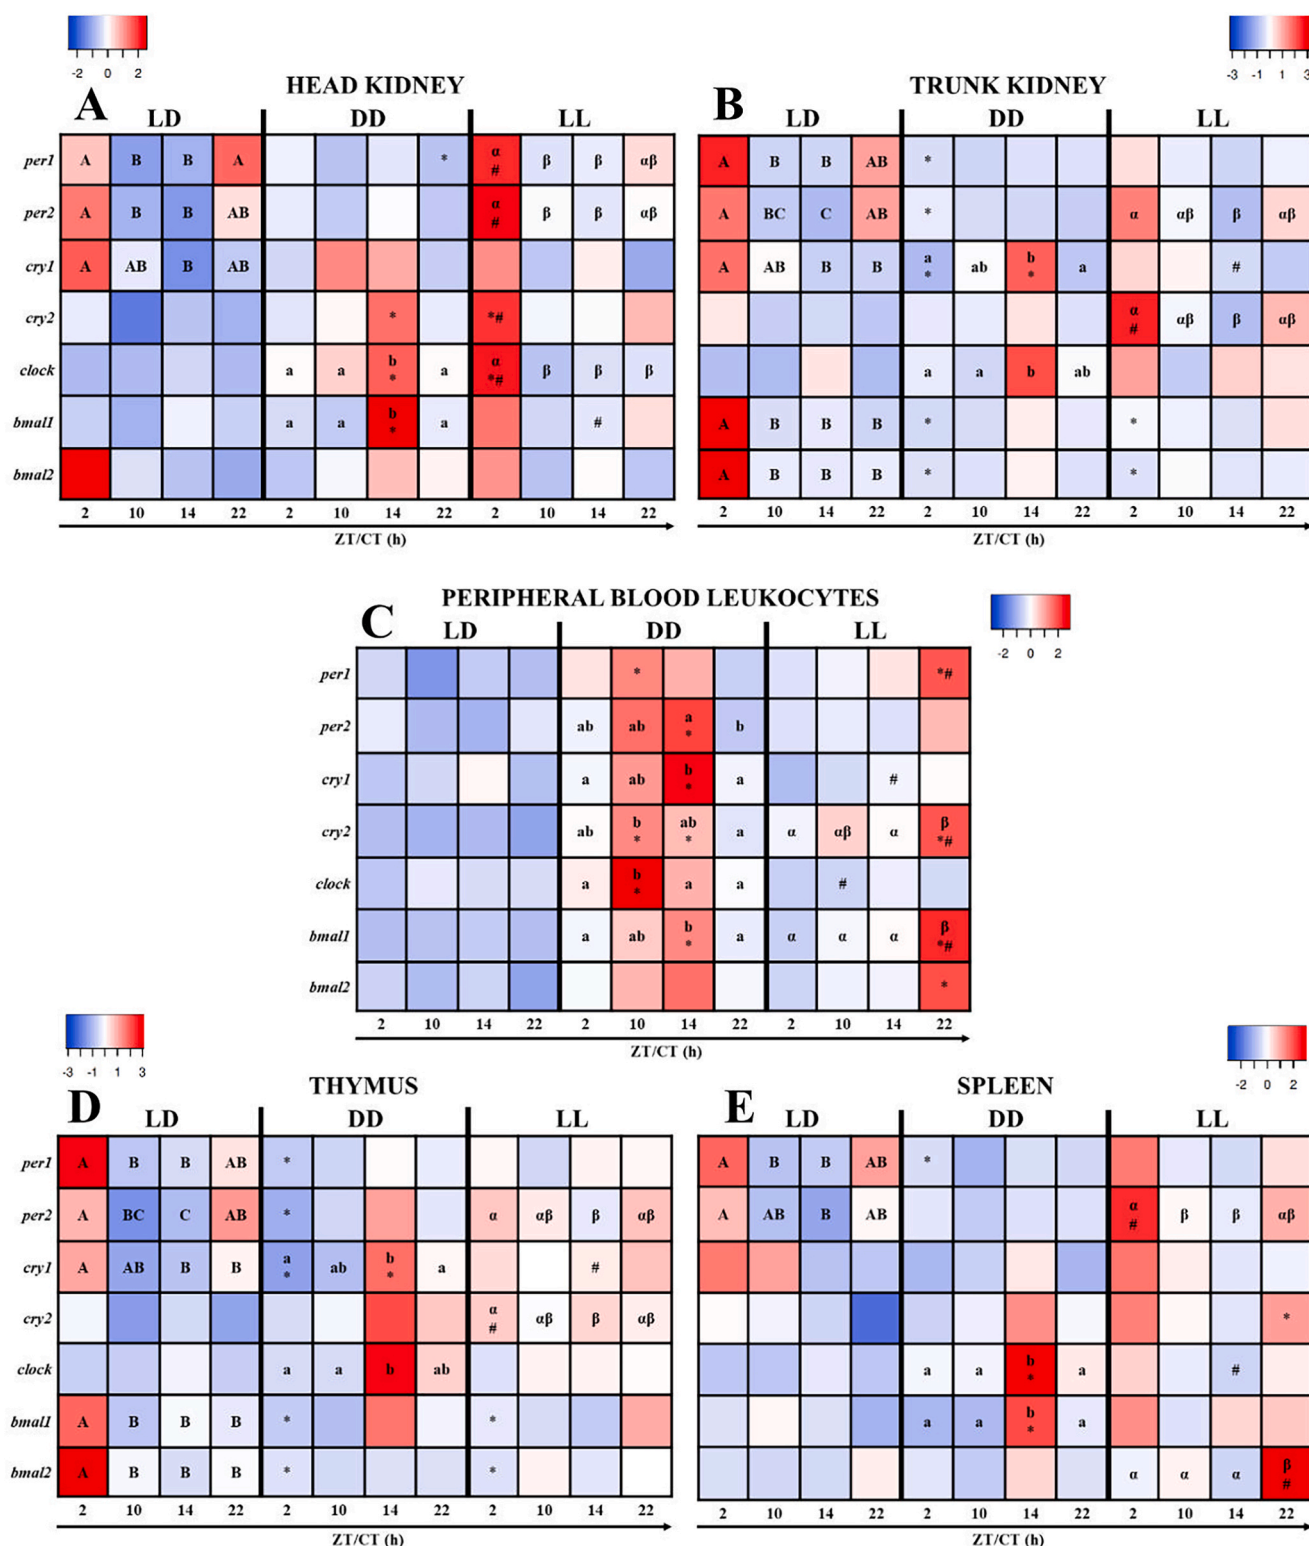 -2 0 2
-3 -1 1 3
A HEAD KIDNEY
B TRUNK KIDNEY
LD DD LL
LD DD LL
per1 A B B A * α # β β αβ
per2 A B B AB α # β β αβ
cry1 A AB B AB
cry2 * *#
clock a a b * a α *# β β β
bmal1 a a b * a #
bmal2
2 10 14 22 2 10 14 22 2 10 14 22
ZT/CT (h)
A B B AB *
A BC C AB * α αβ β αβ
A AB B B a * ab b * a #
α # αβ β αβ
a a b ab
A B B B * *
A B B B * *
2 10 14 22 2 10 14 22 2 10 14 22
ZT/CT (h)
C PERIPHERAL BLOOD LEUKOCYTES
-2 0 2
LD DD LL
per1 * *#
per2 ab ab a * b
cry1 a ab b * a #
cry2 ab b * ab * a α αβ α β *#
clock a b * a a #
bmal1 a ab b * a α α α β *#
bmal2 *
2 10 14 22 2 10 14 22 2 10 14 22
ZT/CT (h)
-3 -1 1 3
-2 0 2
D THYMUS
E SPLEEN
LD DD LL
LD DD LL
per1 A B B AB *
per2 A BC C AB * α αβ β αβ
cry1 A AB B B a * ab b * a #
cry2 α # αβ β αβ
clock a a b ab
bmal1 A B B B * *
bmal2 A B B B * *
2 10 14 22 2 10 14 22 2 10 14 22
ZT/CT (h)
A B B AB *
A AB B AB α # β β αβ
*
a a b * a #
a a b * a
α α α β #
2 10 14 22 2 10 14 22 2 10 14 22
ZT/CT (h)